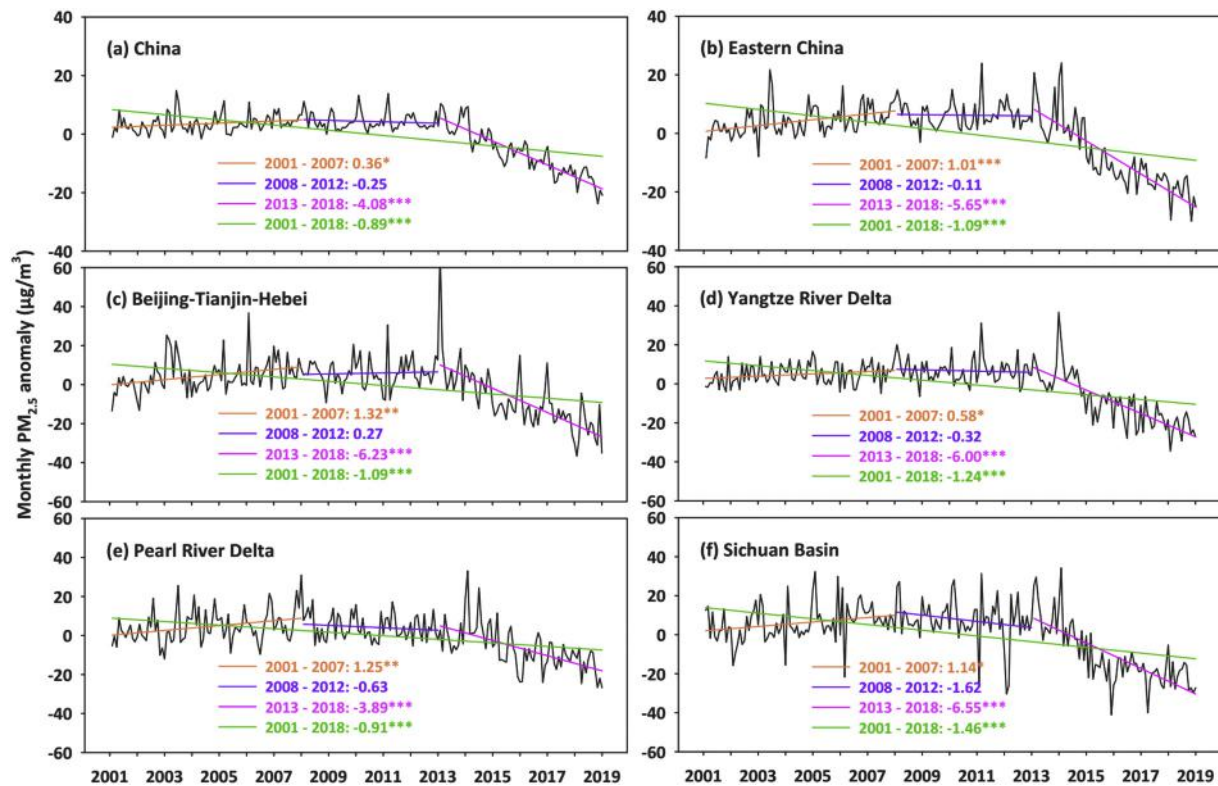 Monthly PM2.5 anomaly (µg/m³)
40
20
0
-20
-40
(a) China
2001 - 2007: 0.36*
2008 - 2012: -0.25
2013 - 2018: -4.08***
2001 - 2018: -0.89***
40
20
0
-20
-40
(b) Eastern China
2001 - 2007: 1.01***
2008 - 2012: -0.11
2013 - 2018: -5.65***
2001 - 2018: -1.09***
60
40
20
0
-20
-40
-60
(c) Beijing-Tianjin-Hebei
2001 - 2007: 1.32**
2008 - 2012: 0.27
2013 - 2018: -6.23***
2001 - 2018: -1.09***
60
40
20
0
-20
-40
-60
(d) Yangtze River Delta
2001 - 2007: 0.58*
2008 - 2012: -0.32
2013 - 2018: -6.00***
2001 - 2018: -1.24***
60
40
20
0
-20
-40
-60
(e) Pearl River Delta
2001 - 2007: 1.25**
2008 - 2012: -0.63
2013 - 2018: -3.89***
2001 - 2018: -0.91***
2001 2003 2005 2007 2009 2011 2013 2015 2017 2019
60
40
20
0
-20
-40
-60
(f) Sichuan Basin
2001 - 2007: 1.14*
2008 - 2012: -1.62
2013 - 2018: -6.55***
2001 - 2018: -1.46***
2001 2003 2005 2007 2009 2011 2013 2015 2017 2019